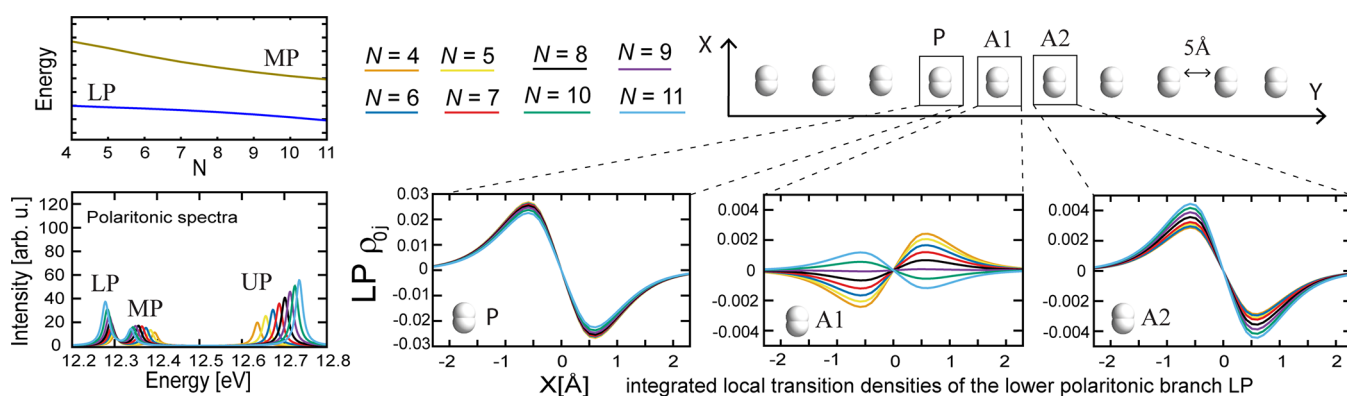 Energy
MP
LP
4 5 6 7 8 9 10 11
N
N = 4 N = 5 N = 8 N = 9
N = 6 N = 7 N = 10 N = 11
X
P A1 A2
5Å
Y
120
100
80
60
40
20
0
Intensity [arb. u.]
Polaritonic spectra
LP MP UP
12.2 12.3 12.4 12.5 12.6 12.7 12.8
Energy [eV]
LP ρ0j
0.03
0.02
0.01
0
-0.01
-0.02
0.03
P
-2 -1 0 1 2
X[Å]
0.004
0.002
0.000
-0.002
-0.004
A1
-2 -1 0 1 2
0.004
0.002
0
-0.002
-0.004
A2
-2 -1 0 1 2
integrated local transition densities of the lower polaritonic branch LP